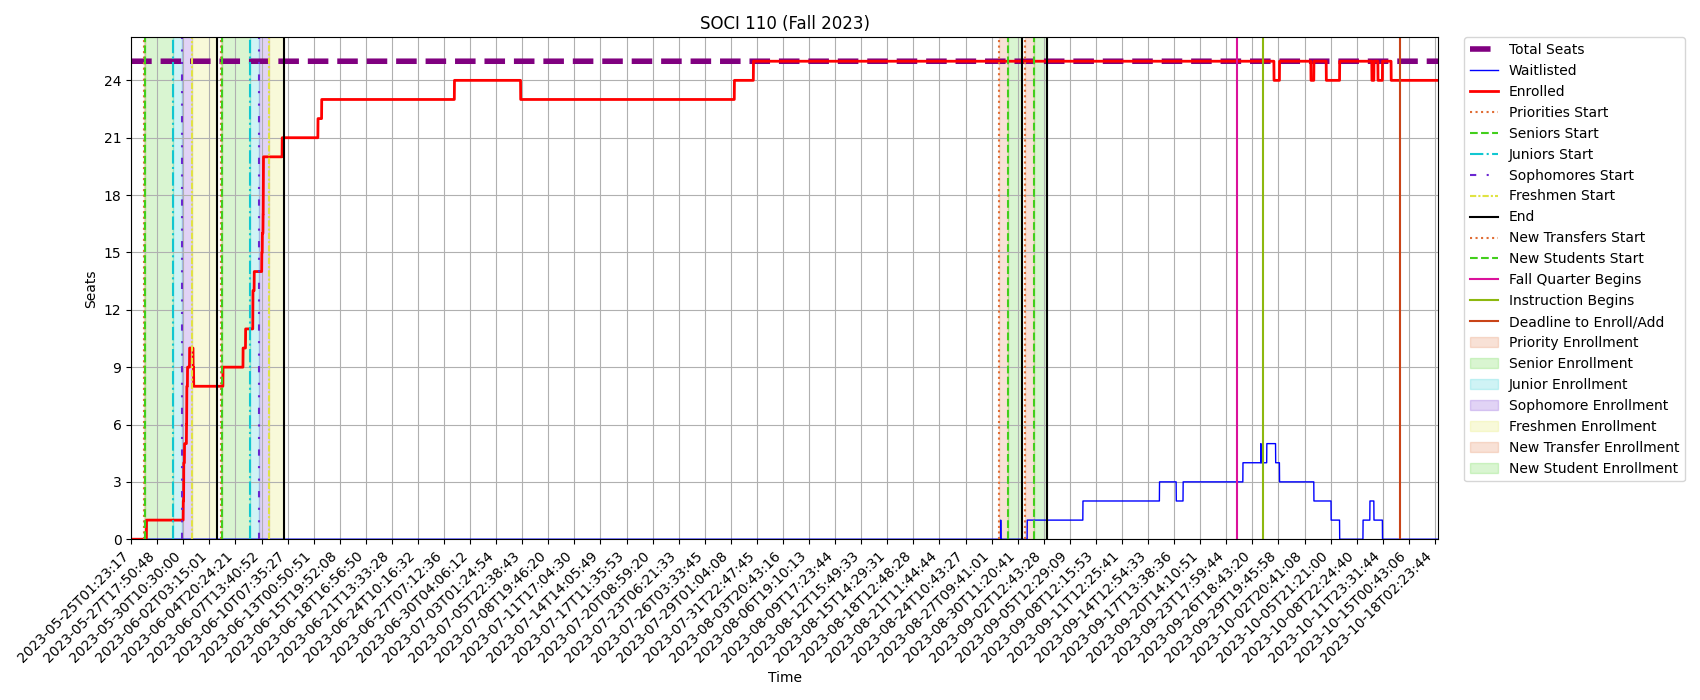 SOCI 110 (Fall 2023)
Seats
24
21
18
15
12
9
6
3
0
2023-05-25T01:23:17
2023-05-27T17:50:48
2023-05-30T10:30:00
2023-06-02T03:15:01
2023-06-04T20:24:21
2023-06-07T13:40:52
2023-06-10T07:35:27
2023-06-13T00:50:51
2023-06-15T19:52:08
2023-06-18T16:56:50
2023-06-21T13:33:28
2023-06-24T10:16:32
2023-06-27T07:12:36
2023-06-30T04:06:12
2023-07-03T01:24:54
2023-07-05T22:38:43
2023-07-08T19:46:20
2023-07-11T17:04:30
2023-07-14T14:05:49
2023-07-17T11:35:53
2023-07-20T08:59:20
2023-07-23T06:21:33
2023-07-26T03:33:45
2023-07-29T01:04:08
2023-07-31T22:47:45
2023-08-03T20:43:16
2023-08-06T19:10:13
2023-08-09T17:23:44
2023-08-12T15:49:33
2023-08-15T14:29:31
2023-08-18T12:48:28
2023-08-21T11:44:44
2023-08-24T10:43:27
2023-08-27T09:41:01
2023-08-30T11:20:41
2023-09-02T12:43:28
2023-09-05T12:29:09
2023-09-08T12:15:53
2023-09-11T12:25:41
2023-09-14T12:54:33
2023-09-17T13:38:36
2023-09-20T14:10:51
2023-09-23T17:59:44
2023-09-26T18:43:20
2023-09-29T19:45:58
2023-10-02T20:41:08
2023-10-05T21:21:00
2023-10-08T22:24:40
2023-10-11T23:31:44
2023-10-15T00:43:06
2023-10-18T02:23:44
Time
Total Seats
Waitlisted
Enrolled
Priorities Start
Seniors Start
Juniors Start
Sophomores Start
Freshmen Start
End
New Transfers Start
New Students Start
Fall Quarter Begins
Instruction Begins
Deadline to Enroll/Add
Priority Enrollment
Senior Enrollment
Junior Enrollment
Sophomore Enrollment
Freshmen Enrollment
New Transfer Enrollment
New Student Enrollment